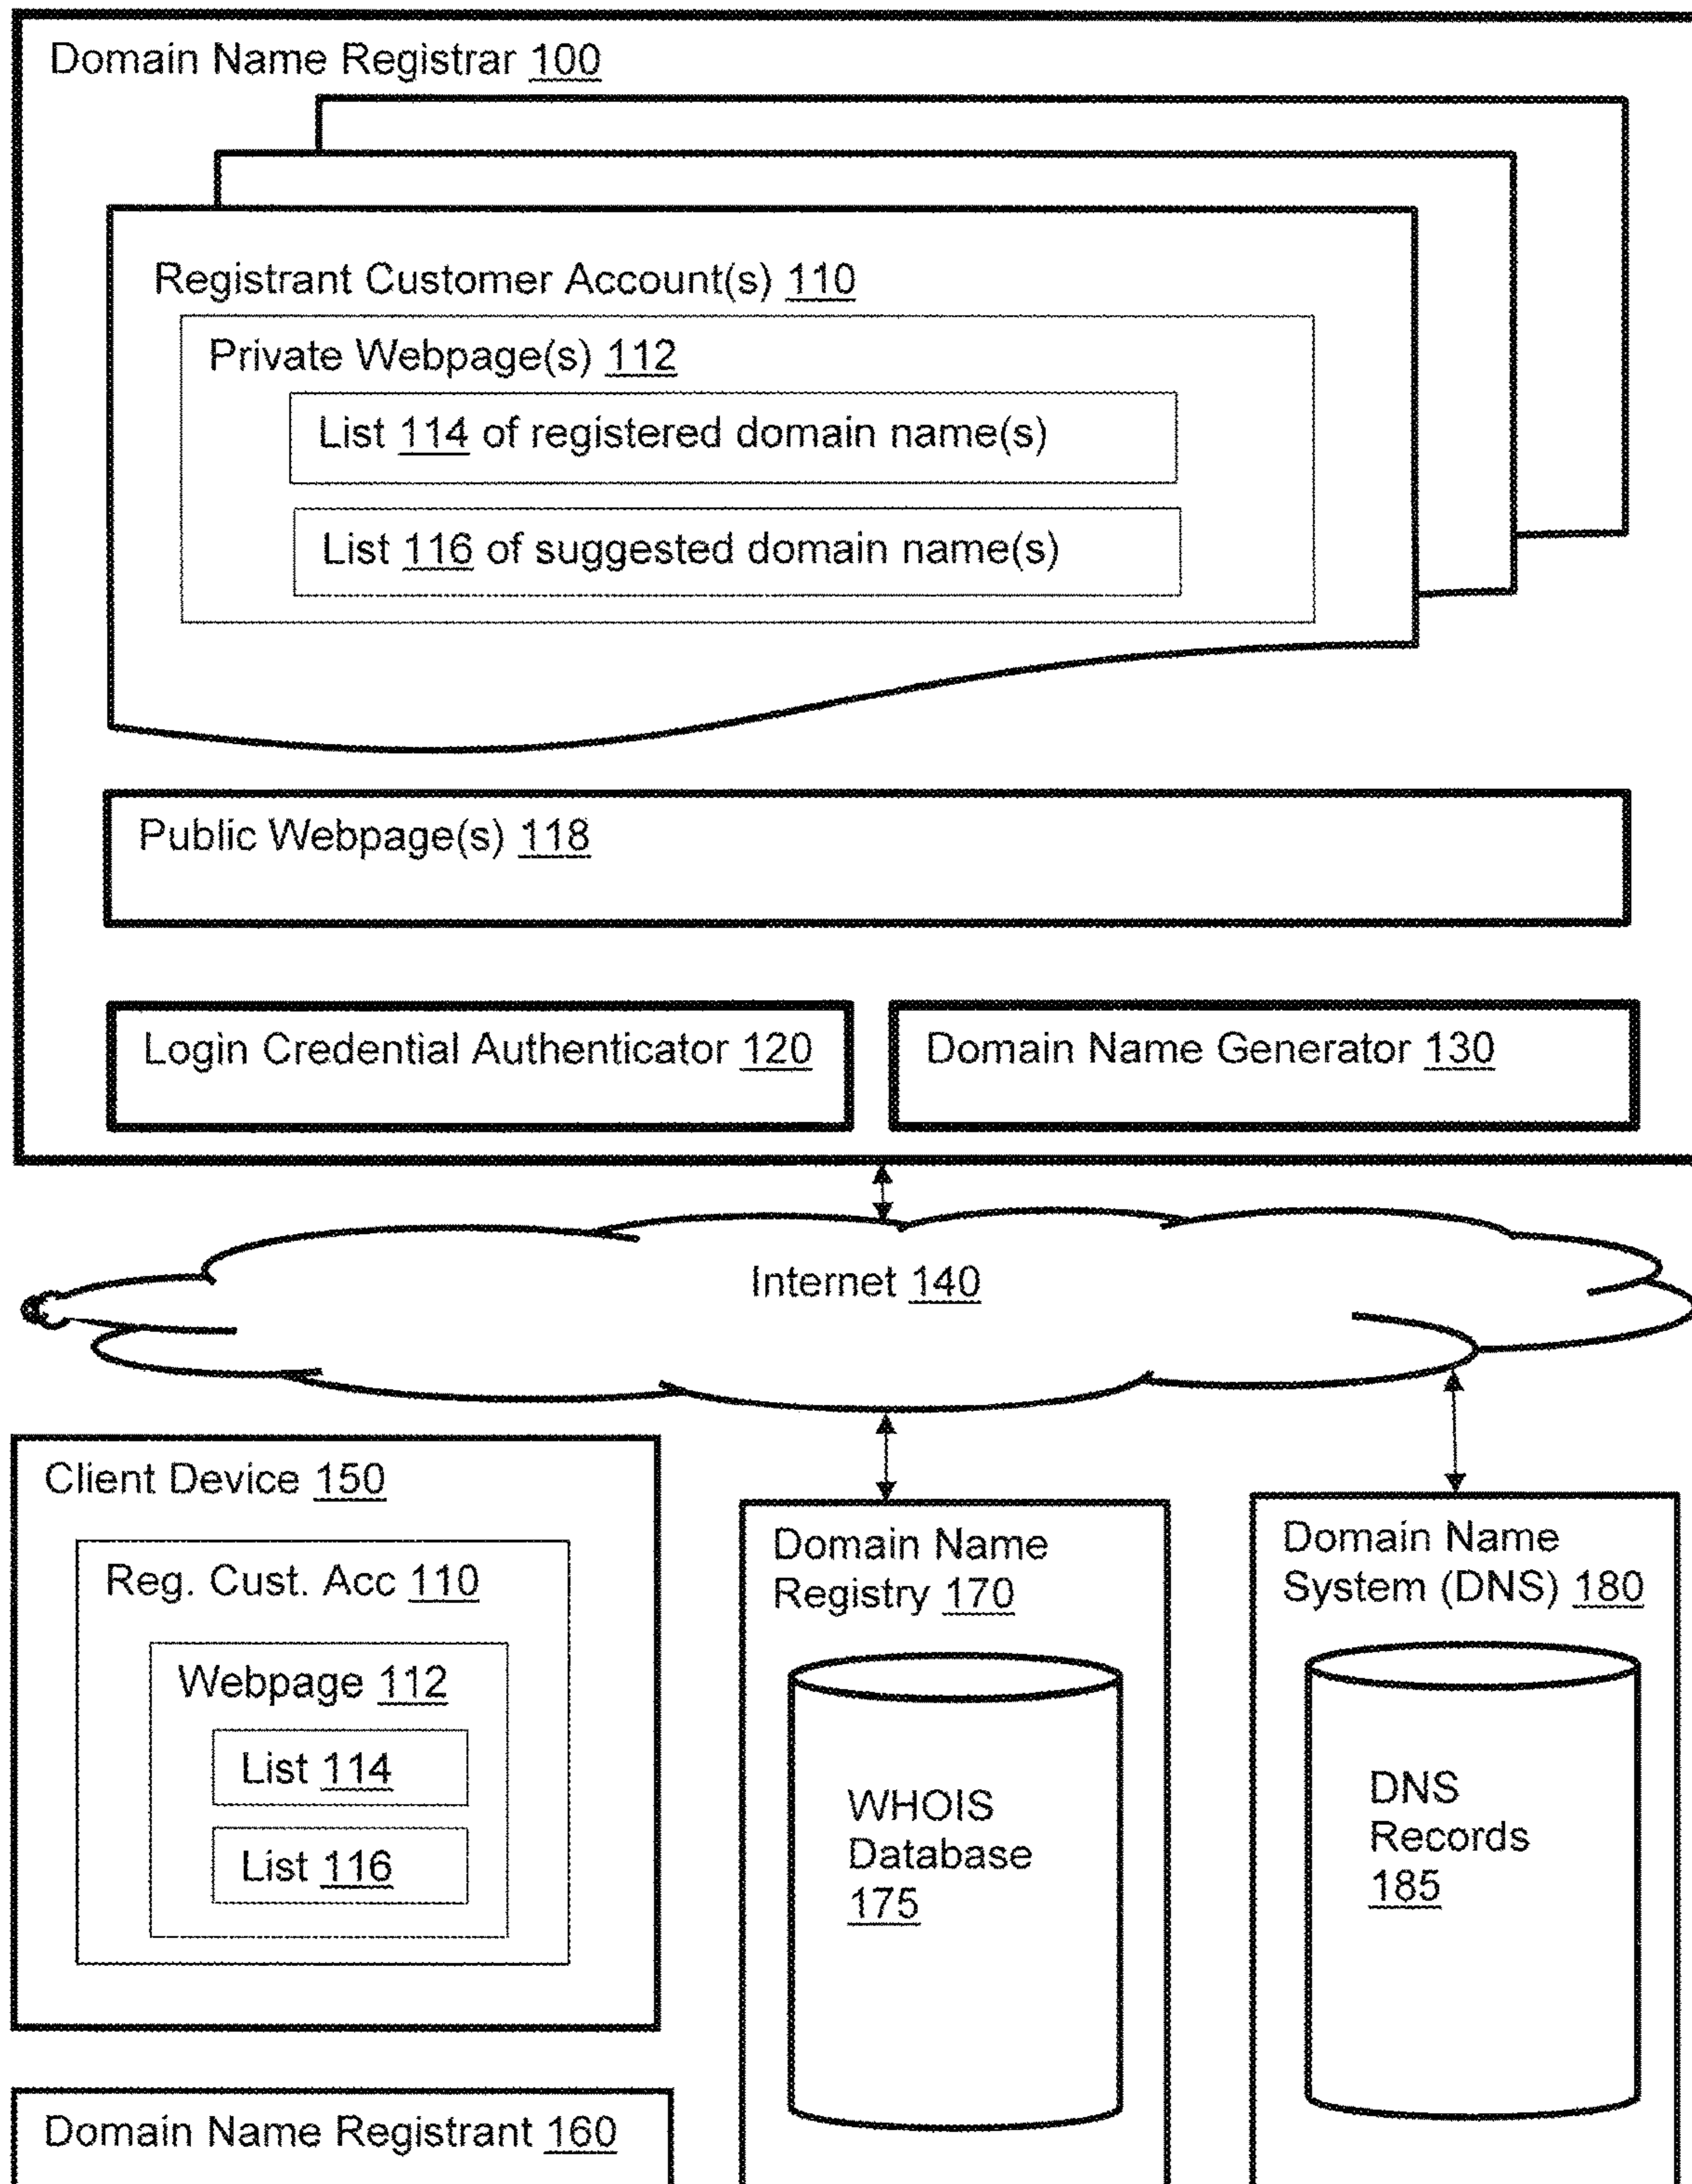 Domain Name Registrar 100
Registrant Customer Account(s) 110
Private Webpage(s) 112
List 114 of registered domain name(s)
List 116 of suggested domain name(s)
Public Webpage(s) 118
Login Credential Authenticator 120
Domain Name Generator 130
Internet 140
Client Device 150
Reg. Cust. Acc 110
Webpage 112
List 114
List 116
Domain Name Registrant 160
Domain Name
Registry 170
WHOIS
Database
175
Domain Name
System (DNS) 180
DNS
Records
185